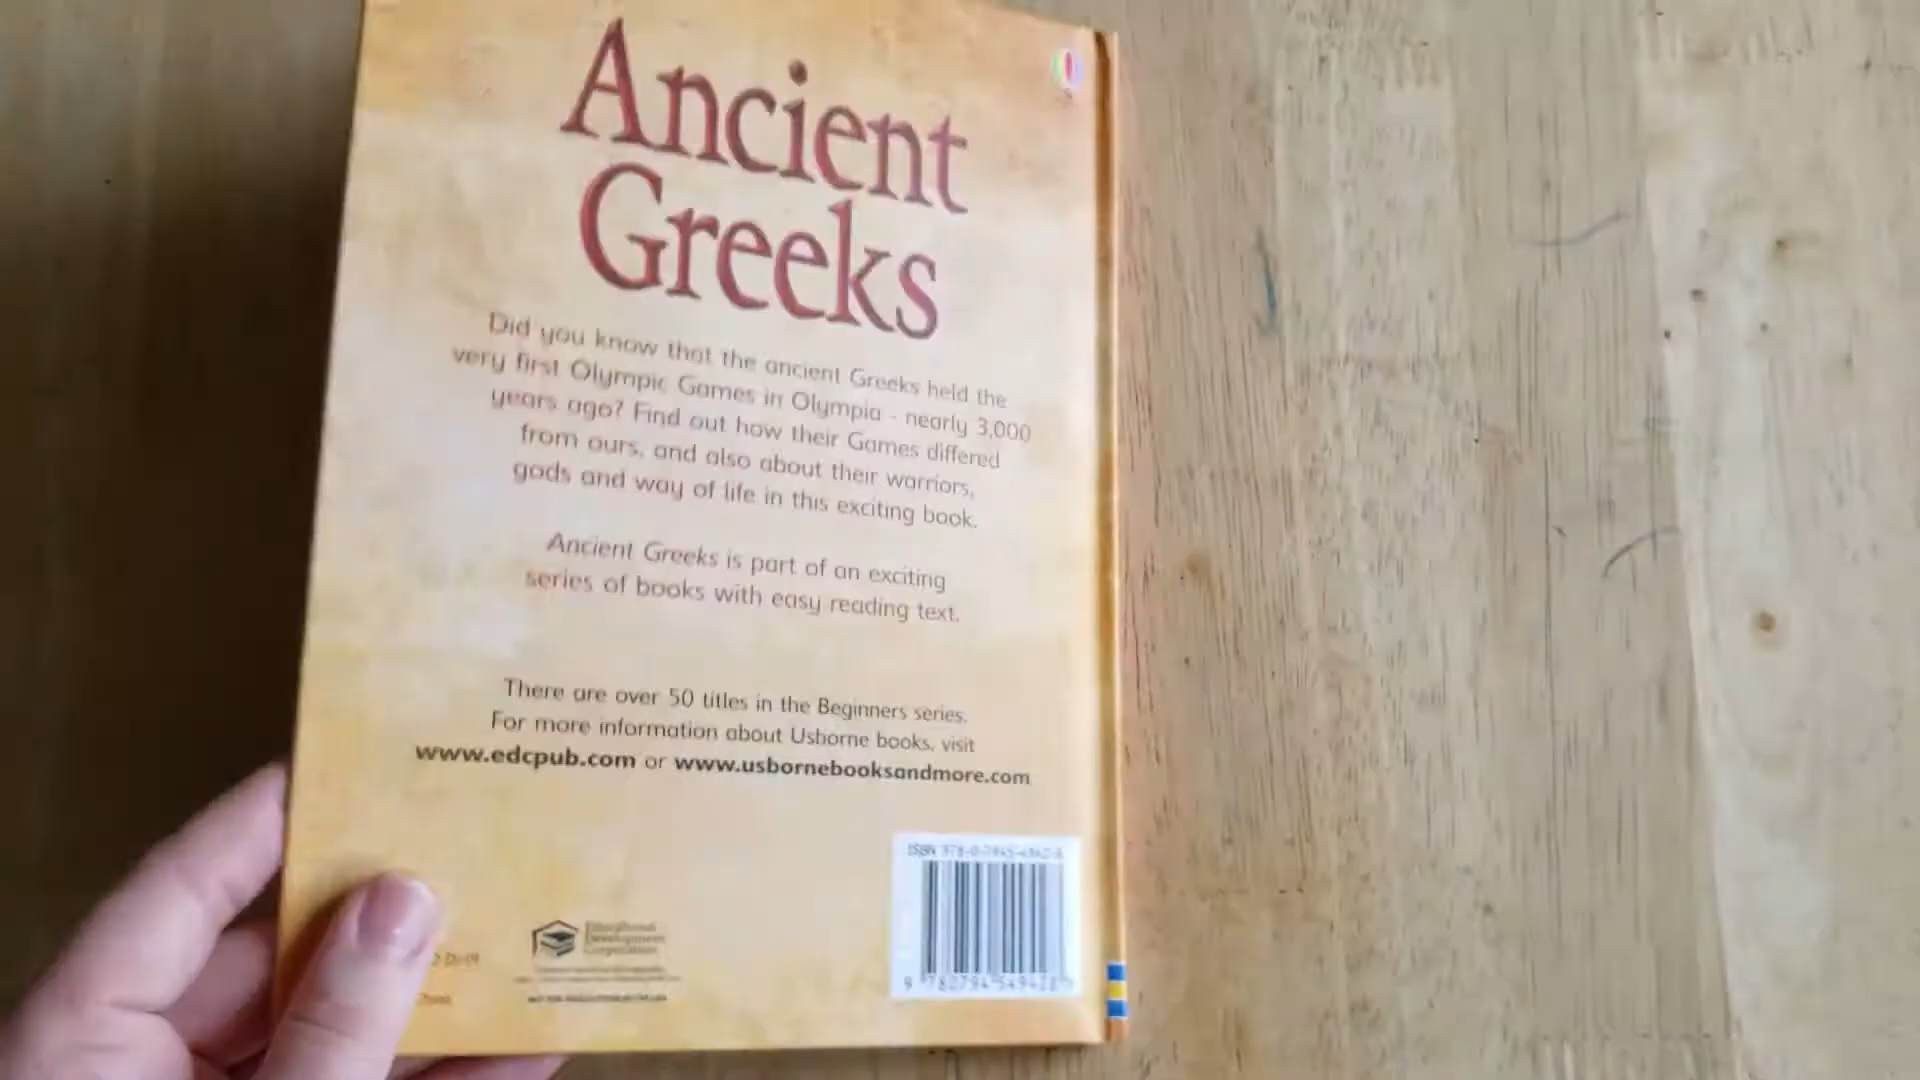 Ancient
Greeks
Did you know that the ancient Greeks held the
very first Olympic Games in Olympia - nearly 3,000
years ago? Find out how their Games differed
from ours, and also about their warriors,
gods and way of life in this exciting book.
Ancient Greeks is part of an exciting
series of books with easy reading text.
There are over 50 titles in the Beginners series.
For more information about Usborne books, visit
www.edcpub.com or www.usbornebooksandmore.com
ISBN
Educational
Development
Corporation